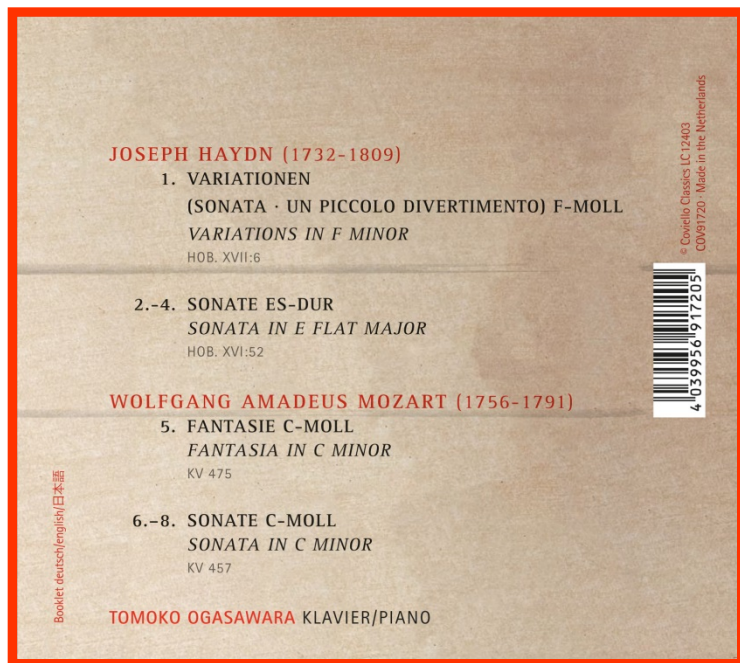 JOSEPH HAYDN (1732-1809)
1. VARIATIONEN
(SONATA · UN PICCOLO DIVERTIMENTO) F-MOLL
VARIATIONS IN F MINOR
HOB. XVII:6
2.-4. SONATE ES-DUR
SONATA IN E FLAT MAJOR
HOB. XVI:52
WOLFGANG AMADEUS MOZART (1756-1791)
5. FANTASIE C-MOLL
FANTASIA IN C MINOR
KV 475
6.-8. SONATE C-MOLL
SONATA IN C MINOR
KV 457
TOMOKO OGASAWARA KLAVIER/PIANO
Booklet deutsch/english/日本語
© Coviello Classics LC 12403
COV91720 · Made in the Netherlands
4 039956 917205